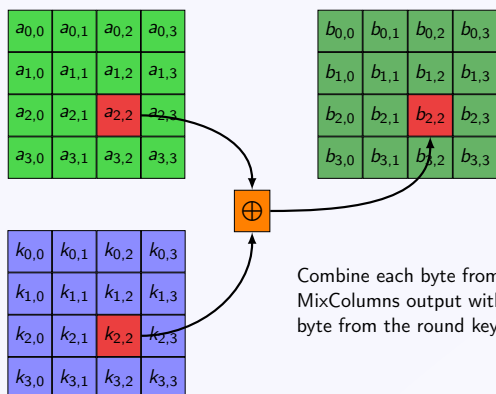 a0,0 a0,1 a0,2 a0,3
a1,0 a1,1 a1,2 a1,3
a2,0 a2,1 a2,2 a2,3
a3,0 a3,1 a3,2 a3,3
b0,0 b0,1 b0,2 b0,3
b1,0 b1,1 b1,2 b1,3
b2,0 b2,1 b2,2 b2,3
b3,0 b3,1 b3,2 b3,3
⊕
k0,0 k0,1 k0,2 k0,3
k1,0 k1,1 k1,2 k1,3
k2,0 k2,1 k2,2 k2,3
k3,0 k3,1 k3,2 k3,3
Combine each byte from
MixColumns output with
byte from the round key